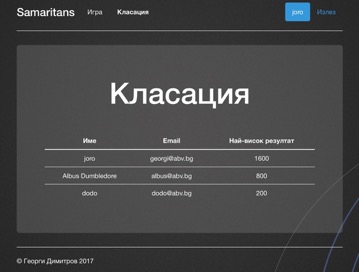 Samaritans Игра Класация joro Излез
Класация
Име Email Най-висок резултат
joro georgi@abv.bg 1600
Albus Dumbledore albus@abv.bg 800
dodo dodo@abv.bg 200
© Георги Димитров 2017